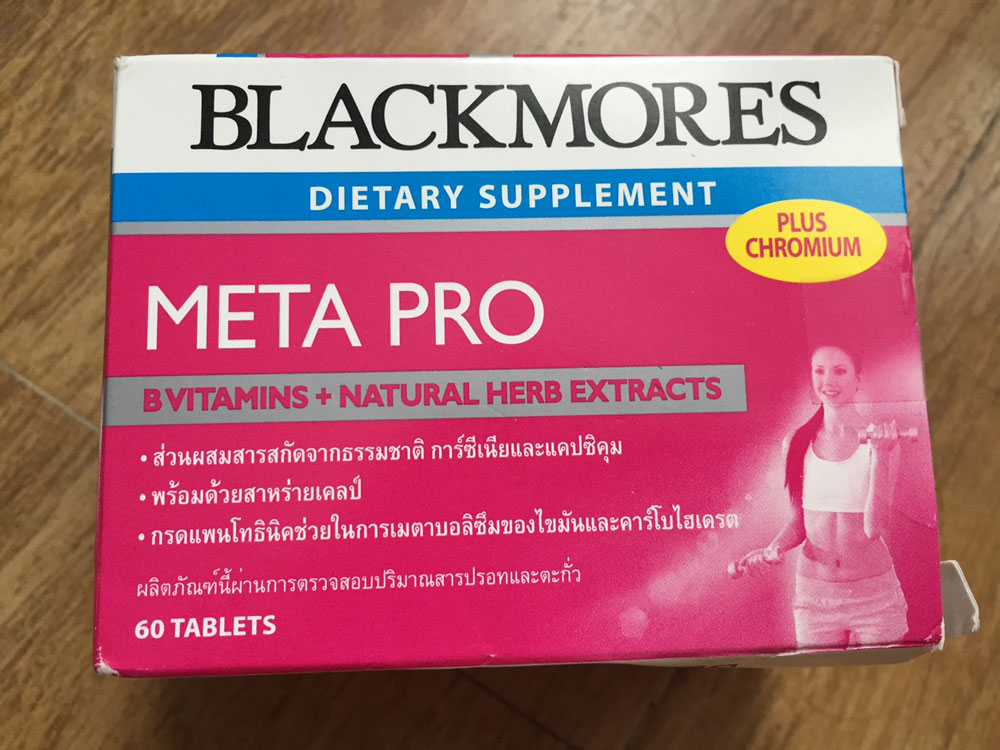 BLACKMORES
DIETARY SUPPLEMENT
PLUS
CHROMIUM
META PRO
B VITAMINS + NATURAL HERB EXTRACTS
• ส่วนผสมสารสกัดจากธรรมชาติ การ์ซีเนียและแคปซิคุม
• พร้อมด้วยสาหร่ายเคลป์
• กรดแพนโทธินิคช่วยในการเมตาบอลิซึมของไขมันและคาร์โบไฮเดรต
ผลิตภัณฑ์นี้ผ่านการตรวจสอบปริมาณสารปรอทและตะกั่ว
60 TABLETS